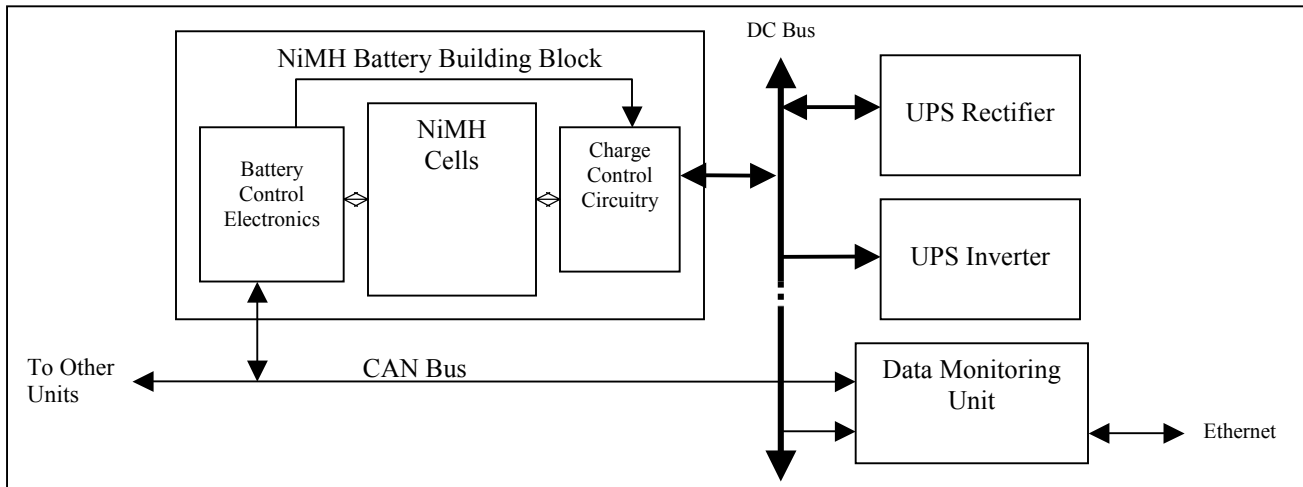 DC Bus
NiMH Battery Building Block
UPS Rectifier
NiMH
Cells
Charge
Control
Circuitry
Battery
Control
Electronics
UPS Inverter
To Other
Units
CAN Bus
Data Monitoring
Unit
Ethernet